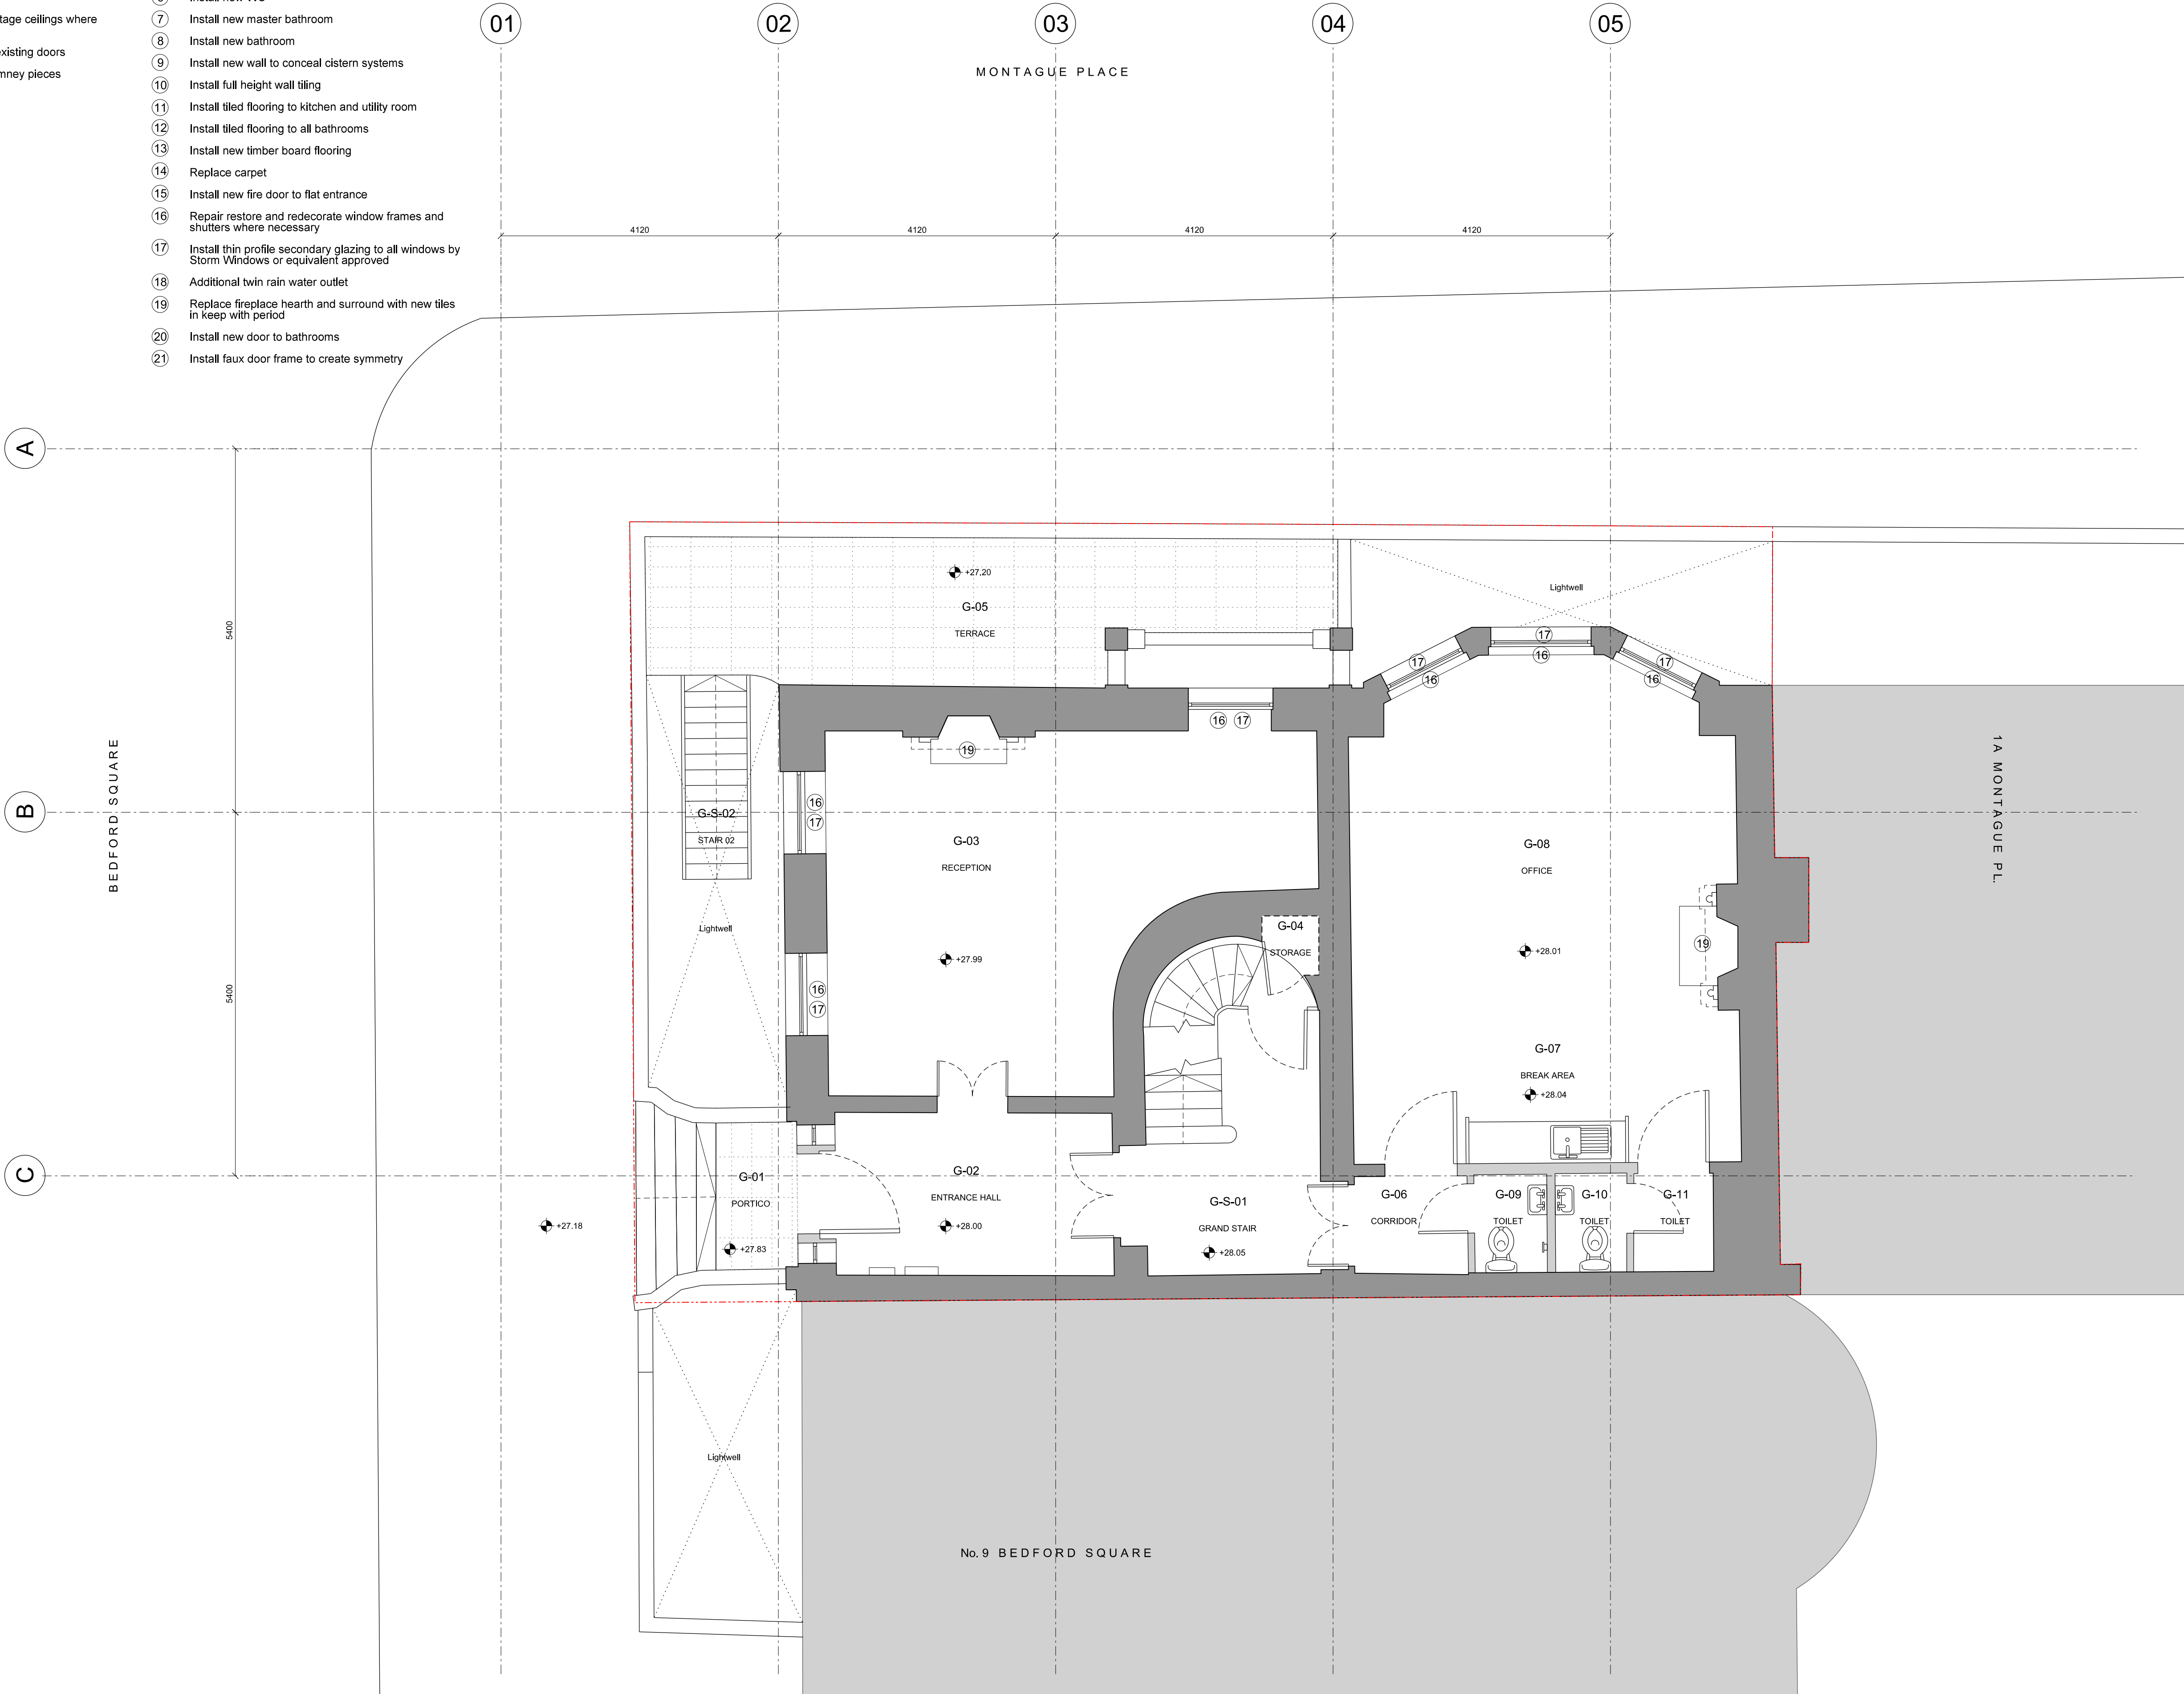 tage ceilings where
xisting doors
nney pieces
7 Install new master bathroom
8 Install new bathroom
9 Install new wall to conceal cistern systems
10 Install full height wall tiling
11 Install tiled flooring to kitchen and utility room
12 Install tiled flooring to all bathrooms
13 Install new timber board flooring
14 Replace carpet
15 Install new fire door to flat entrance
16 Repair restore and redecorate window frames and
shutters where necessary
17 Install thin profile secondary glazing to all windows by
Storm Windows or equivalent approved
18 Additional twin rain water outlet
19 Replace fireplace hearth and surround with new tiles
in keep with period
20 Install new door to bathrooms
21 Install faux door frame to create symmetry
01
02
03
04
05
MONTAGUE PLACE
4120
4120
4120
4120
A
B
C
5400
5400
BEDFORD SQUARE
+27.20
G-05
TERRACE
Lightwell
17
16
17
16
17
16
16 17
19
16
17
G-S-02
STAIR 02
G-03
RECEPTION
G-08
OFFICE
1A MONTAGUE PL.
Lightwell
G-04
STORAGE
19
+27.99
+28.01
16
17
G-07
BREAK AREA
+28.04
G-01
PORTICO
+27.83
+27.18
G-02
ENTRANCE HALL
+28.00
G-S-01
GRAND STAIR
+28.05
G-06
CORRIDOR
G-09
TOILET
G-10
TOILET
G-11
TOILET
Lightwell
No. 9 BEDFORD SQUARE